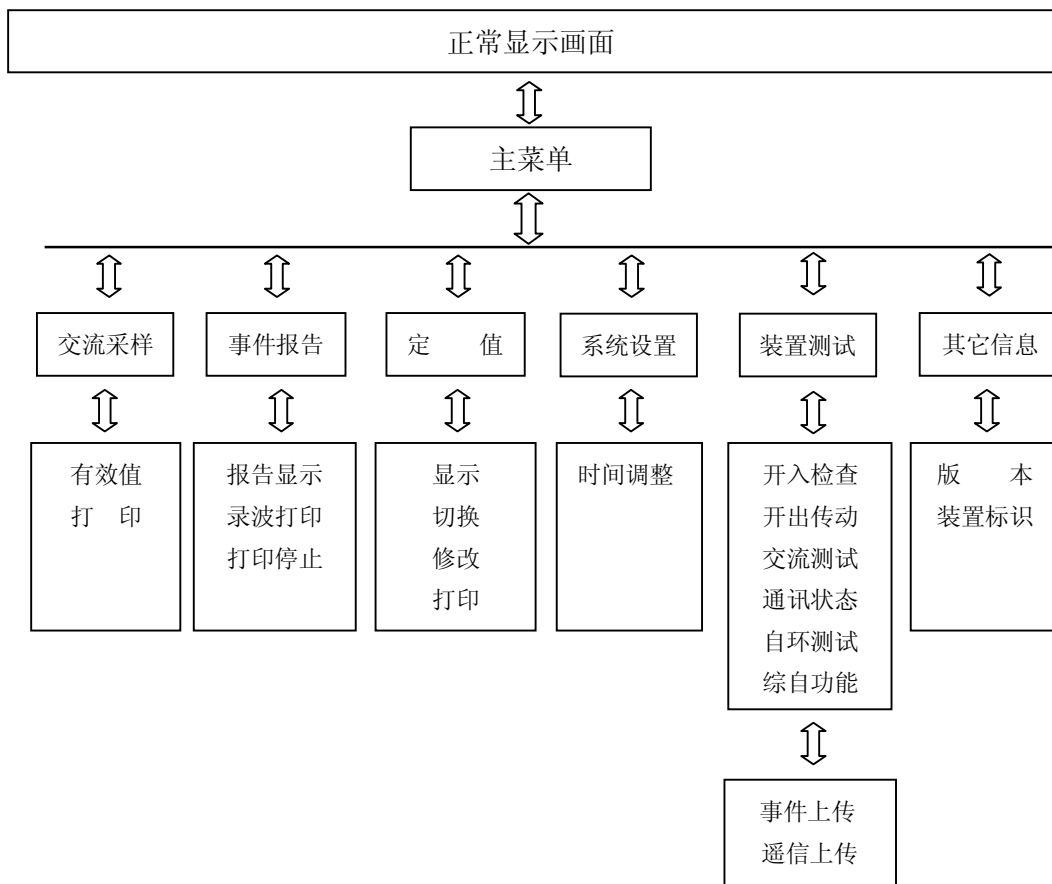 正常显示画面
主菜单
交流采样
事件报告
定 值
系统设置
装置测试
其它信息
有效值
打 印
报告显示
录波打印
打印停止
显示
切换
修改
打印
时间调整
开入检查
开出传动
交流测试
通讯状态
自环测试
综自功能
版 本
装置标识
事件上传
遥信上传